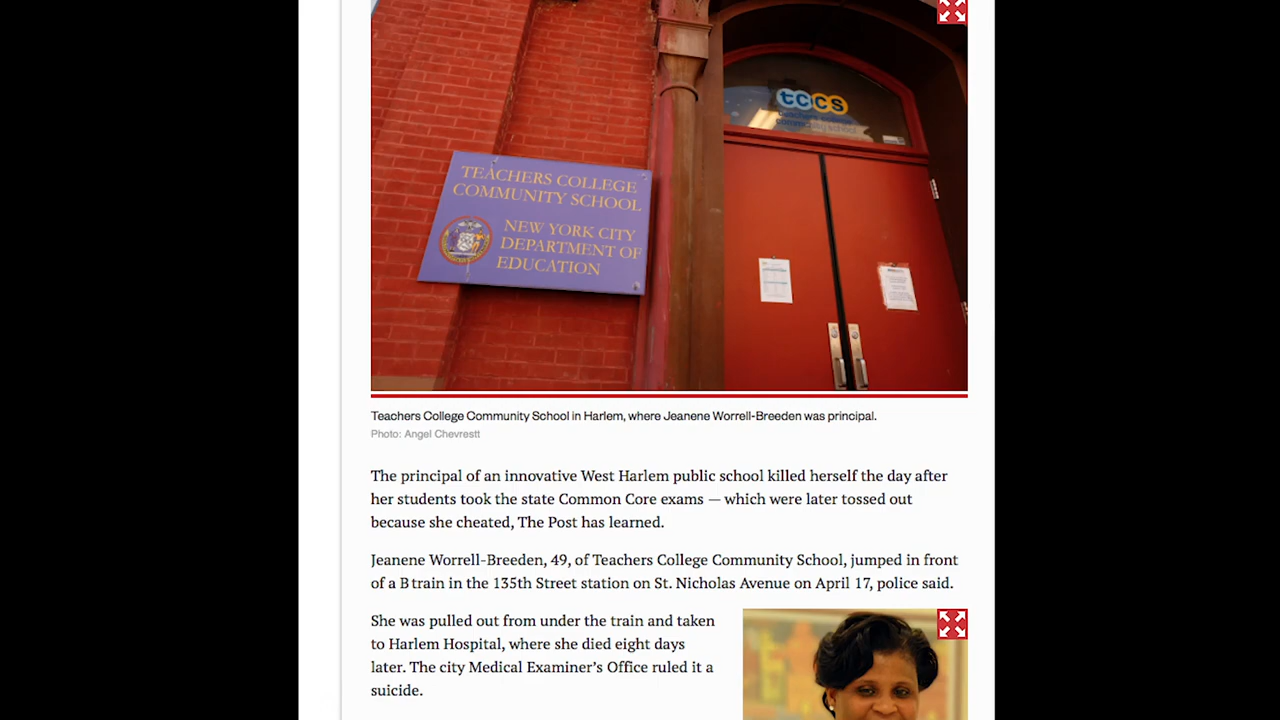 tccs
teachers college
community school
TEACHERS COLLEGE
COMMUNITY SCHOOL
NEW YORK CITY
DEPARTMENT OF
EDUCATION
Teachers College Community School in Harlem, where Jeanene Worrell-Breeden was principal.
Photo: Angel Chevrestt
The principal of an innovative West Harlem public school killed herself the day after
her students took the state Common Core exams — which were later tossed out
because she cheated, The Post has learned.
Jeanene Worrell-Breeden, 49, of Teachers College Community School, jumped in front
of a B train in the 135th Street station on St. Nicholas Avenue on April 17, police said.
She was pulled out from under the train and taken
to Harlem Hospital, where she died eight days
later. The city Medical Examiner’s Office ruled it a
suicide.